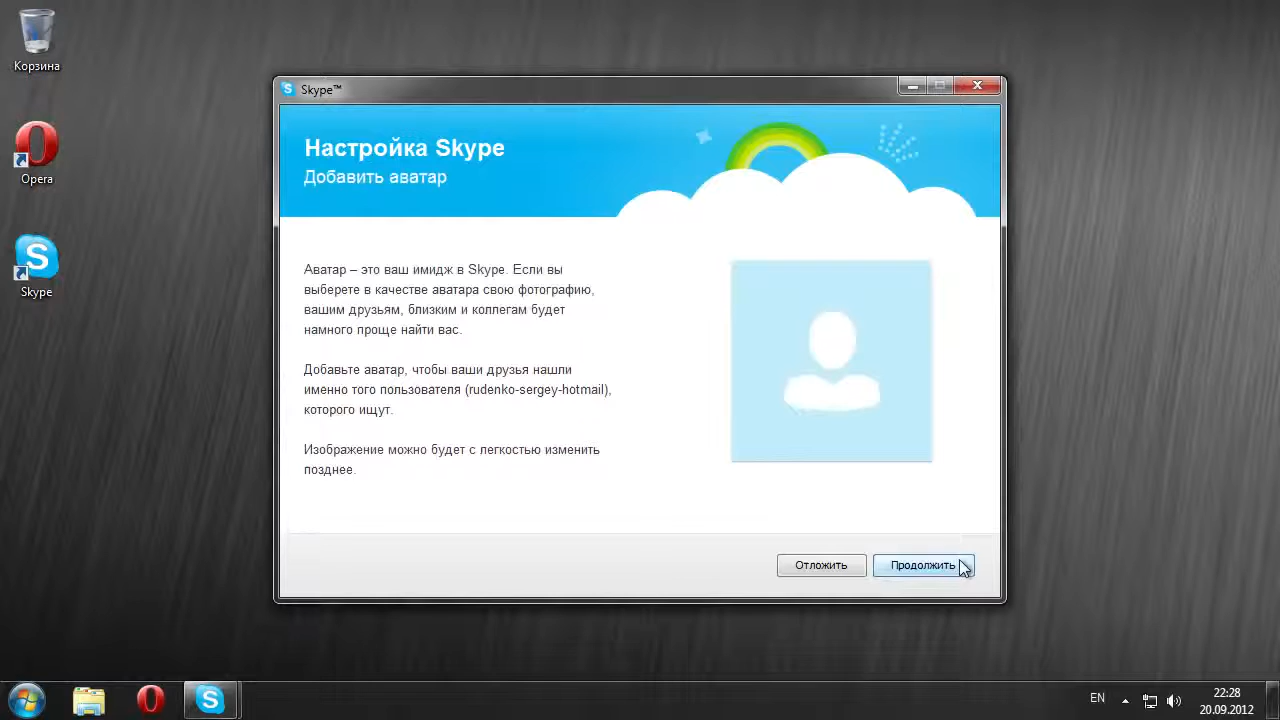 Корзина
Opera
Skype
Skype™
Настройка Skype
Добавить аватар
Аватар – это ваш имидж в Skype. Если вы
выберете в качестве аватара свою фотографию,
вашим друзьям, близким и коллегам будет
намного проще найти вас.
Добавьте аватар, чтобы ваши друзья нашли
именно того пользователя (rudenko-sergey-hotmail),
которого ищут.
Изображение можно будет с легкостью изменить
позднее.
Отложить
Продолжить
EN
22:28
20.09.2012